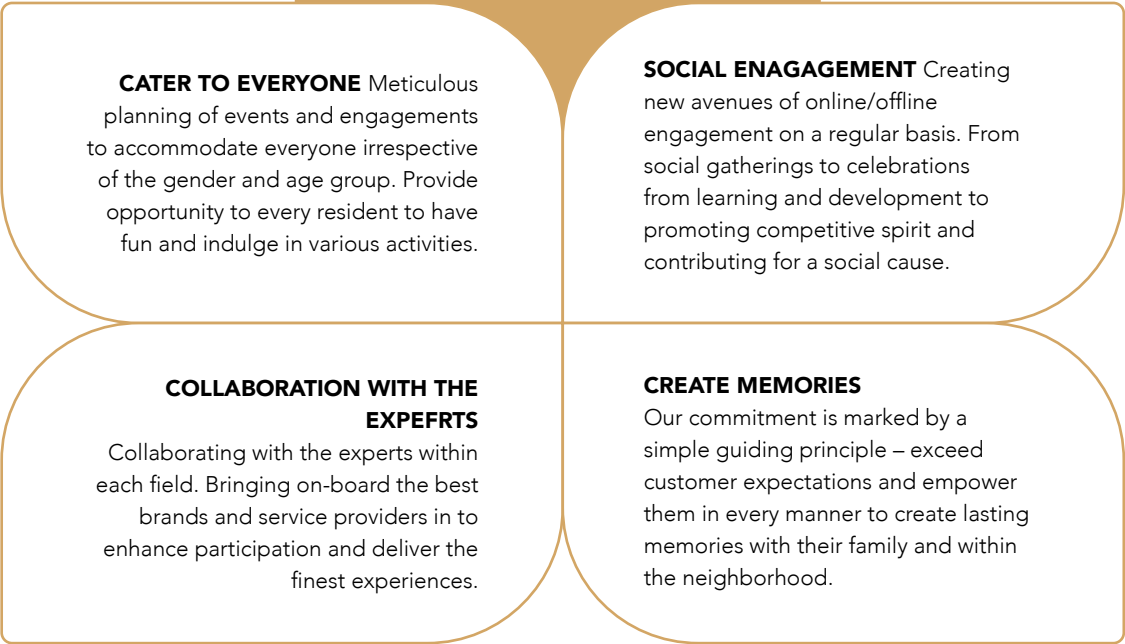 CATER TO EVERYONE Meticulous
planning of events and engagements
to accommodate everyone irrespective
of the gender and age group. Provide
opportunity to every resident to have
fun and indulge in various activities.
SOCIAL ENAGAGEMENT Creating
new avenues of online/offline
engagement on a regular basis. From
social gatherings to celebrations
from learning and development to
promoting competitive spirit and
contributing for a social cause.
COLLABORATION WITH THE
EXPEFRTS
Collaborating with the experts within
each field. Bringing on-board the best
brands and service providers in to
enhance participation and deliver the
finest experiences.
CREATE MEMORIES
Our commitment is marked by a
simple guiding principle – exceed
customer expectations and empower
them in every manner to create lasting
memories with their family and within
the neighborhood.